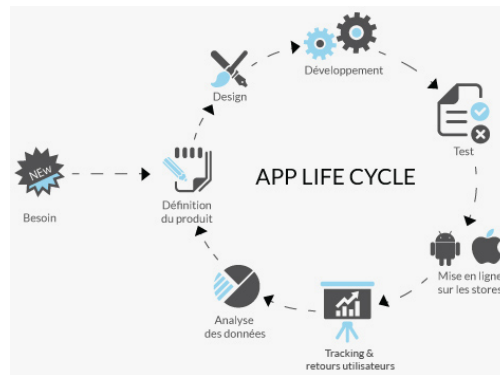 Développement
Design
Test
NEW
APP LIFE CYCLE
Besoin
Définition
du produit
Mise en ligne
sur les stores
Analyse
des données
Tracking &
retours utilisateurs